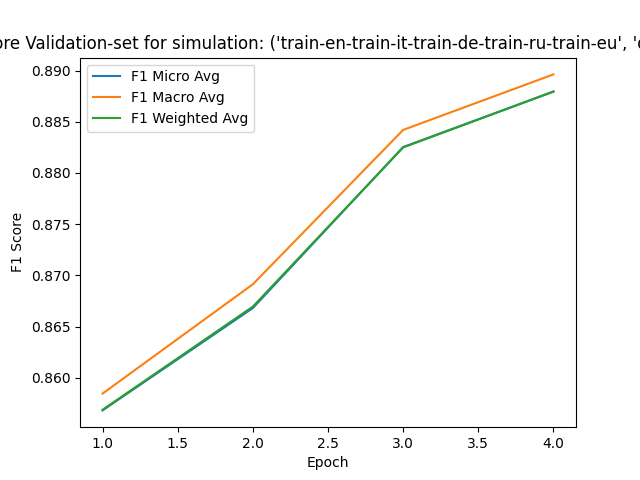 ore Validation-set for simulation: ('train-en-train-it-train-de-train-ru-train-eu', '
F1 Micro Avg
F1 Macro Avg
F1 Weighted Avg
0.890
0.885
0.880
0.875
0.870
0.865
0.860
F1 Score
1.0 1.5 2.0 2.5 3.0 3.5 4.0
Epoch